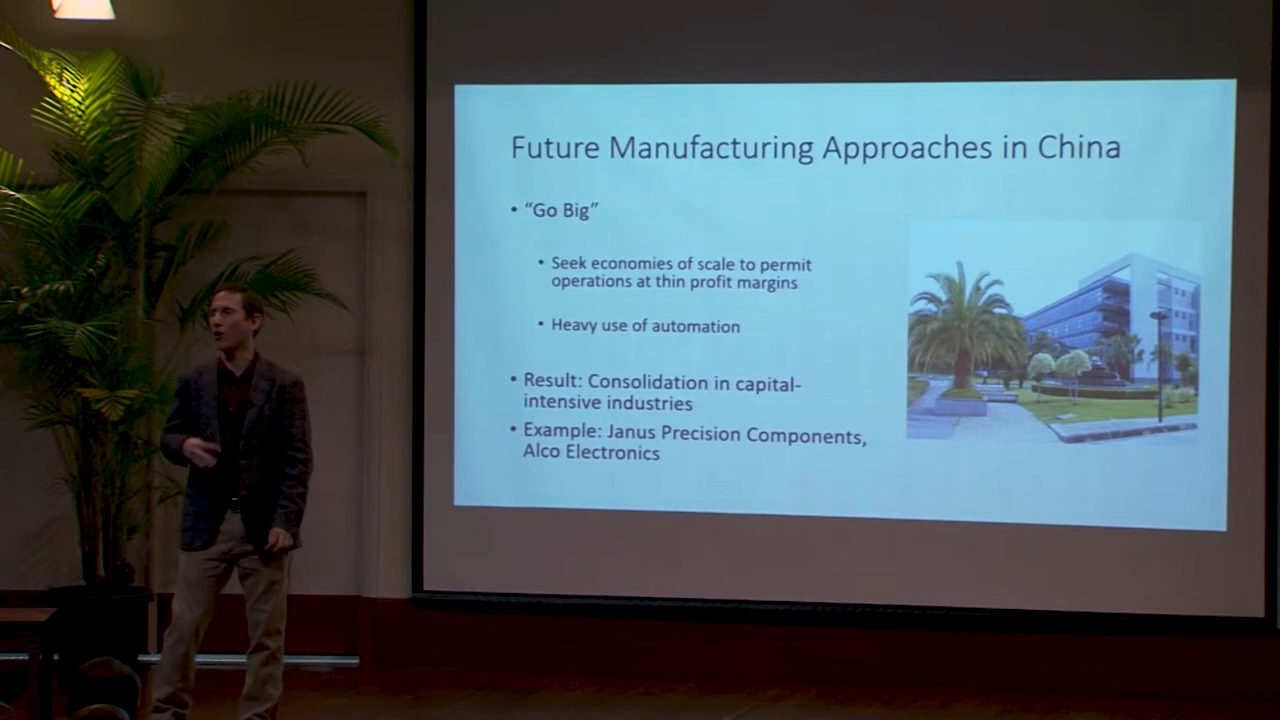 Future Manufacturing Approaches in China
• “Go Big”
• Seek economies of scale to permit
operations at thin profit margins
• Heavy use of automation
• Result: Consolidation in capital-
intensive industries
• Example: Janus Precision Components,
Alco Electronics